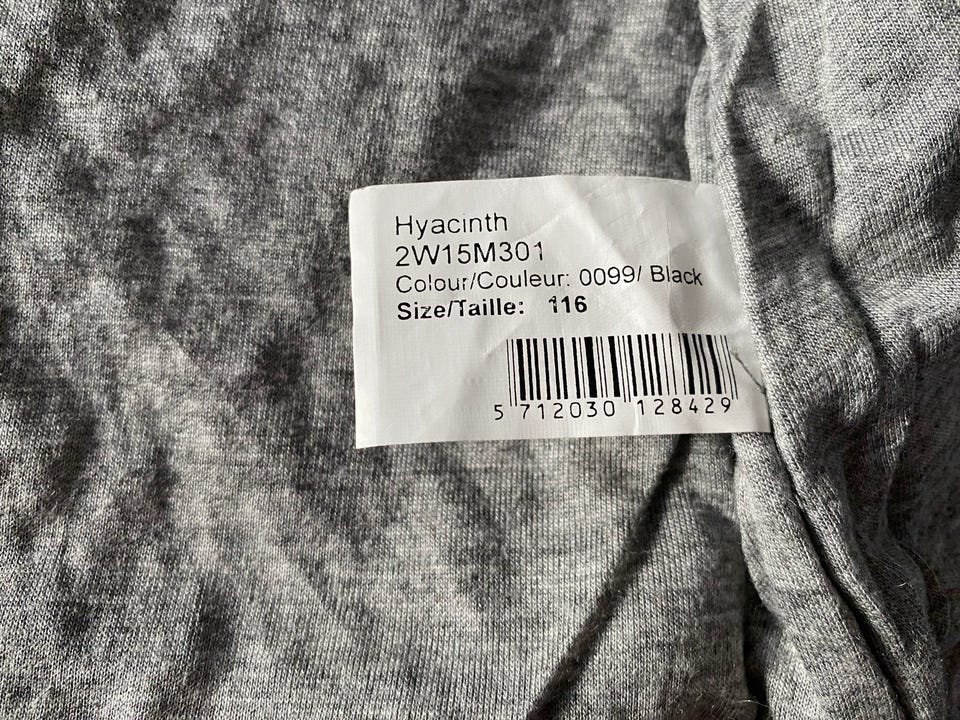 Hyacinth
2W15M301
Colour/Couleur: 0099/ Black
Size/Taille: 116
5 712030 128429